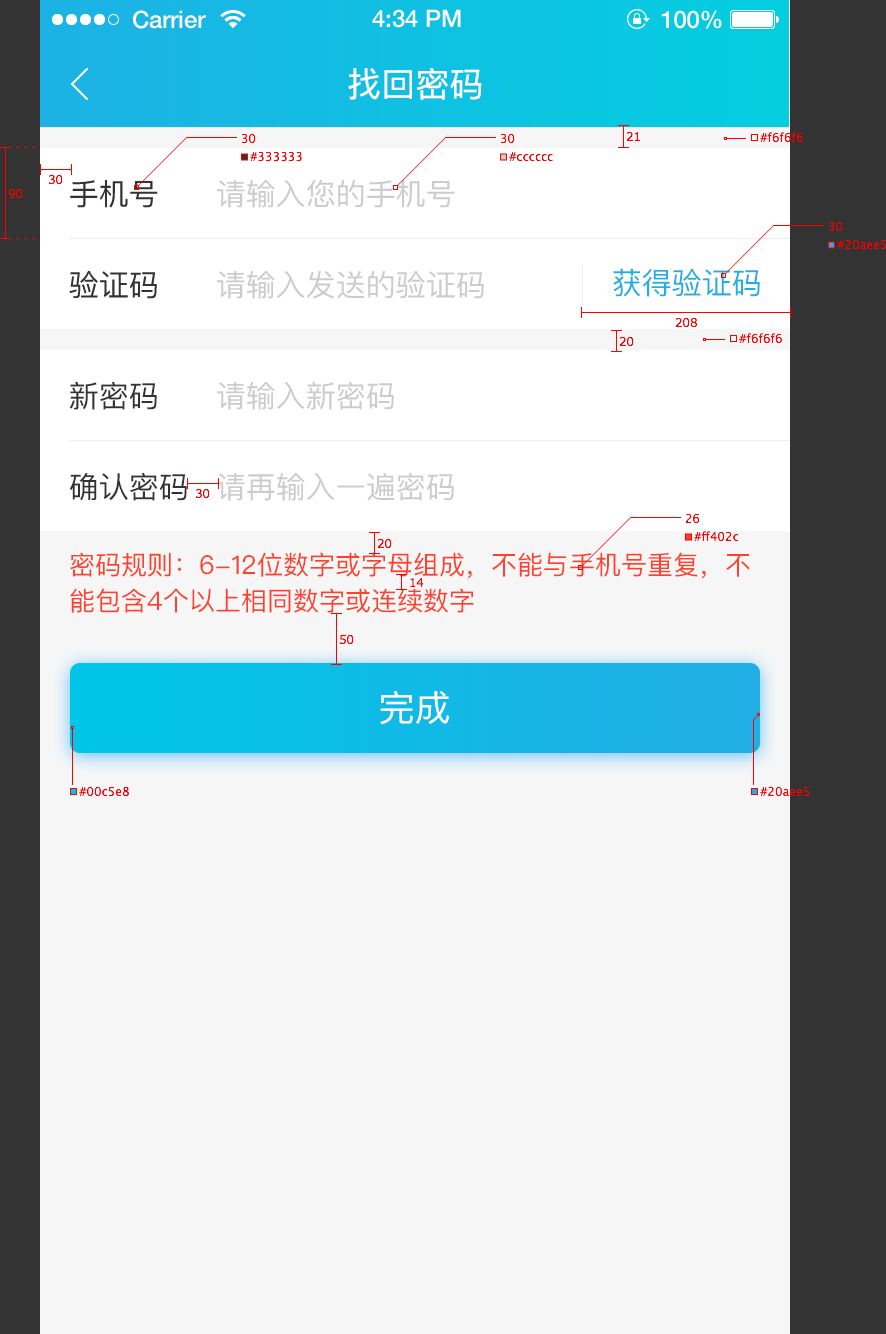 Carrier 4:34 PM 100%
找回密码
30 30 21 #f6f6f6
#333333 #cccccc
30
90
手机号 请输入您的手机号
30
#20aee5
验证码 请输入发送的验证码 获得验证码
208
20 #f6f6f6
新密码 请输入新密码
确认密码 30 请再输入一遍密码
26
#ff402c
20
密码规则：6-12位数字或字母组成，不能与手机号重复，不
14
能包含4个以上相同数字或连续数字
50
完成
#00c5e8 #20aee5